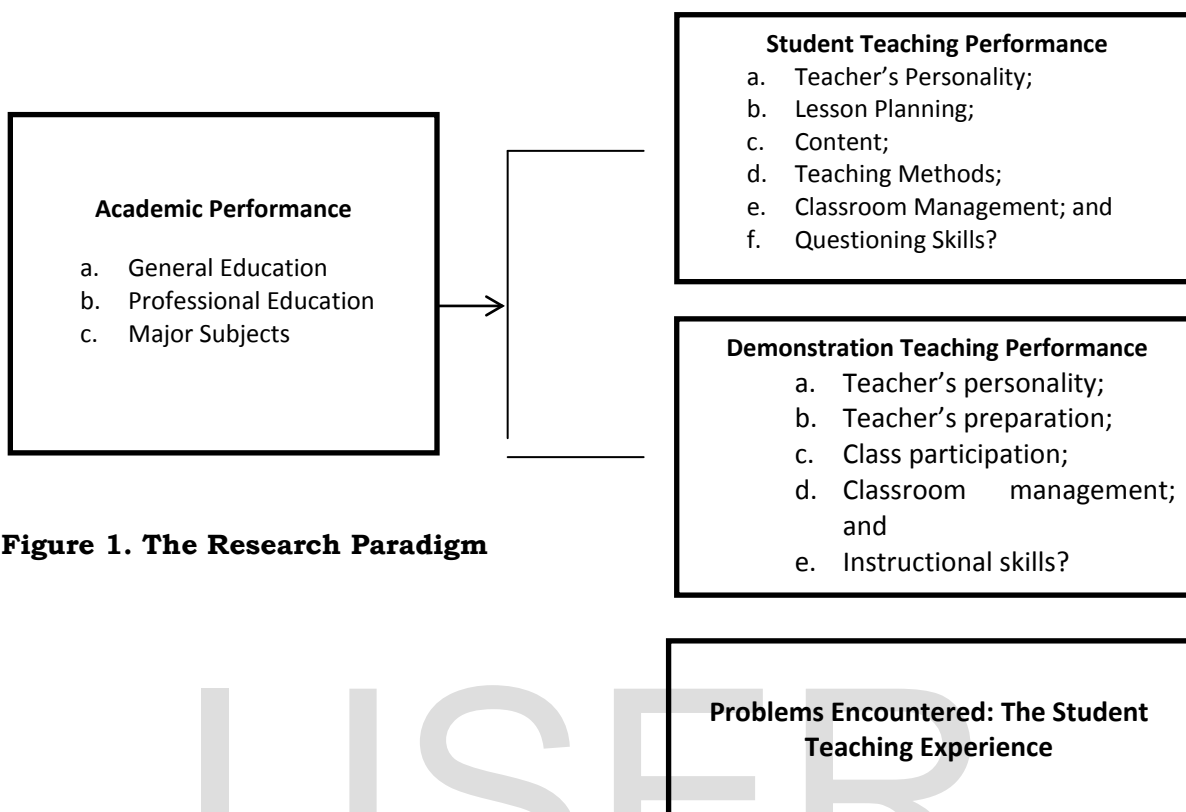 Academic Performance
a. General Education
b. Professional Education
c. Major Subjects
Student Teaching Performance
a. Teacher’s Personality;
b. Lesson Planning;
c. Content;
d. Teaching Methods;
e. Classroom Management; and
f. Questioning Skills?
Demonstration Teaching Performance
a. Teacher’s personality;
b. Teacher’s preparation;
c. Class participation;
d. Classroom management;
and
e. Instructional skills?
Figure 1. The Research Paradigm
Problems Encountered: The Student
Teaching Experience